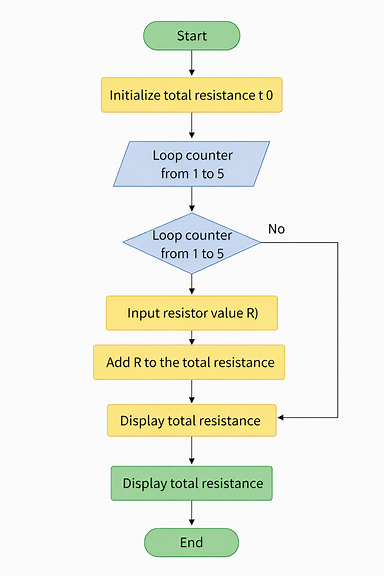 Start
Initialize total resistance t 0
Loop counter
from 1 to 5
Loop counter
from 1 to 5
No
Input resistor value R)
Add R to the total resistance
Display total resistance
Display total resistance
End